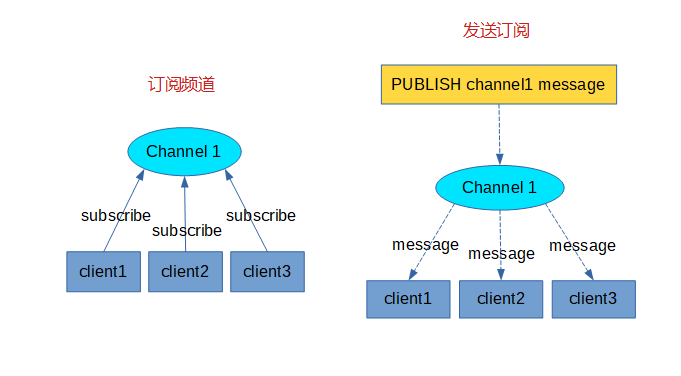 订阅频道
Channel 1
subscribe
subscribe
subscribe
client1
client2
client3
发送订阅
PUBLISH channel1 message
Channel 1
message
message
message
client1
client2
client3